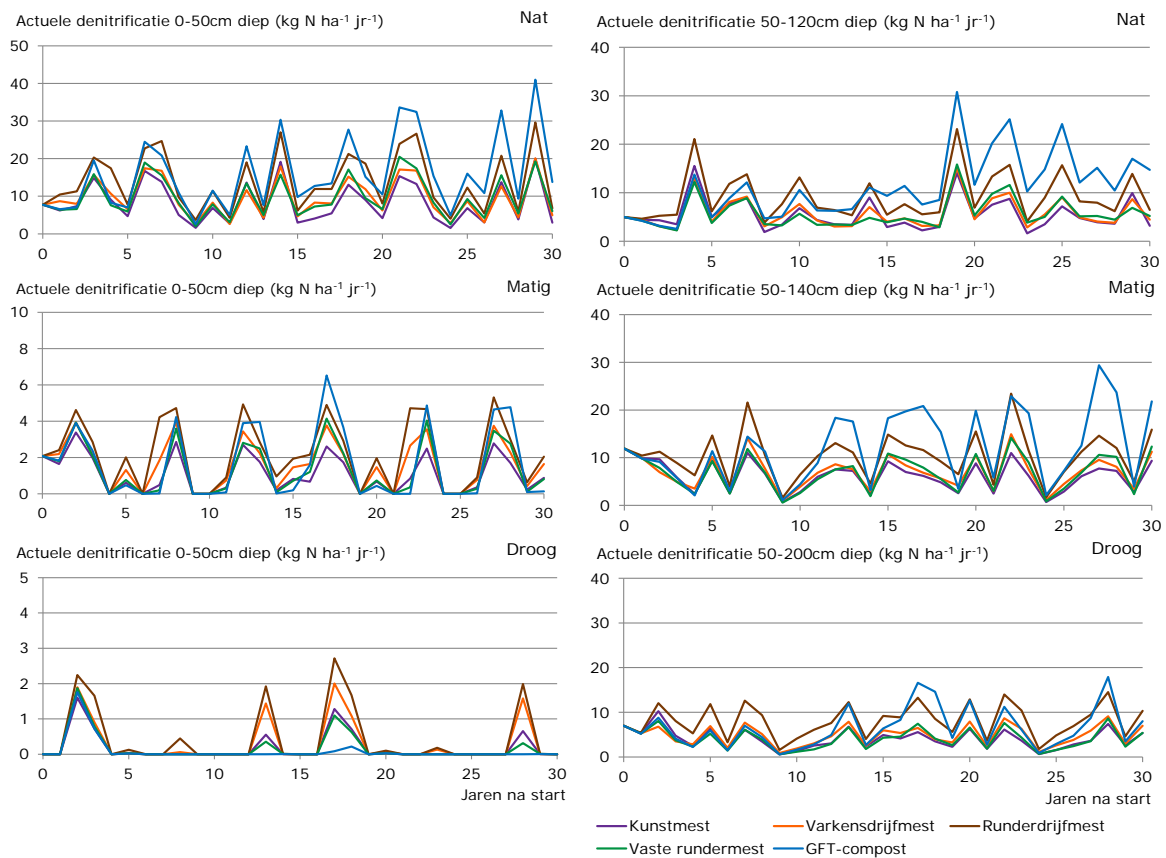 Actuele denitrificatie 0-50cm diep (kg N ha⁻¹ jr⁻¹) Nat
50
40
30
20
10
0
0 5 10 15 20 25 30
Actuele denitrificatie 50-120cm diep (kg N ha⁻¹ jr⁻¹) Nat
40
30
20
10
0
0 5 10 15 20 25 30
Actuele denitrificatie 0-50cm diep (kg N ha⁻¹ jr⁻¹) Matig
10
8
6
4
2
0
0 5 10 15 20 25 30
Actuele denitrificatie 50-140cm diep (kg N ha⁻¹ jr⁻¹) Matig
40
30
20
10
0
0 5 10 15 20 25 30
Actuele denitrificatie 0-50cm diep (kg N ha⁻¹ jr⁻¹) Droog
5
4
3
2
1
0
0 5 10 15 20 25 30
Jaren na start
Actuele denitrificatie 50-200cm diep (kg N ha⁻¹ jr⁻¹) Droog
40
30
20
10
0
0 5 10 15 20 25 30
Jaren na start
Kunstmest Varkensdrijfmest Runderdrijfmest
Vaste rundermest GFT-compost